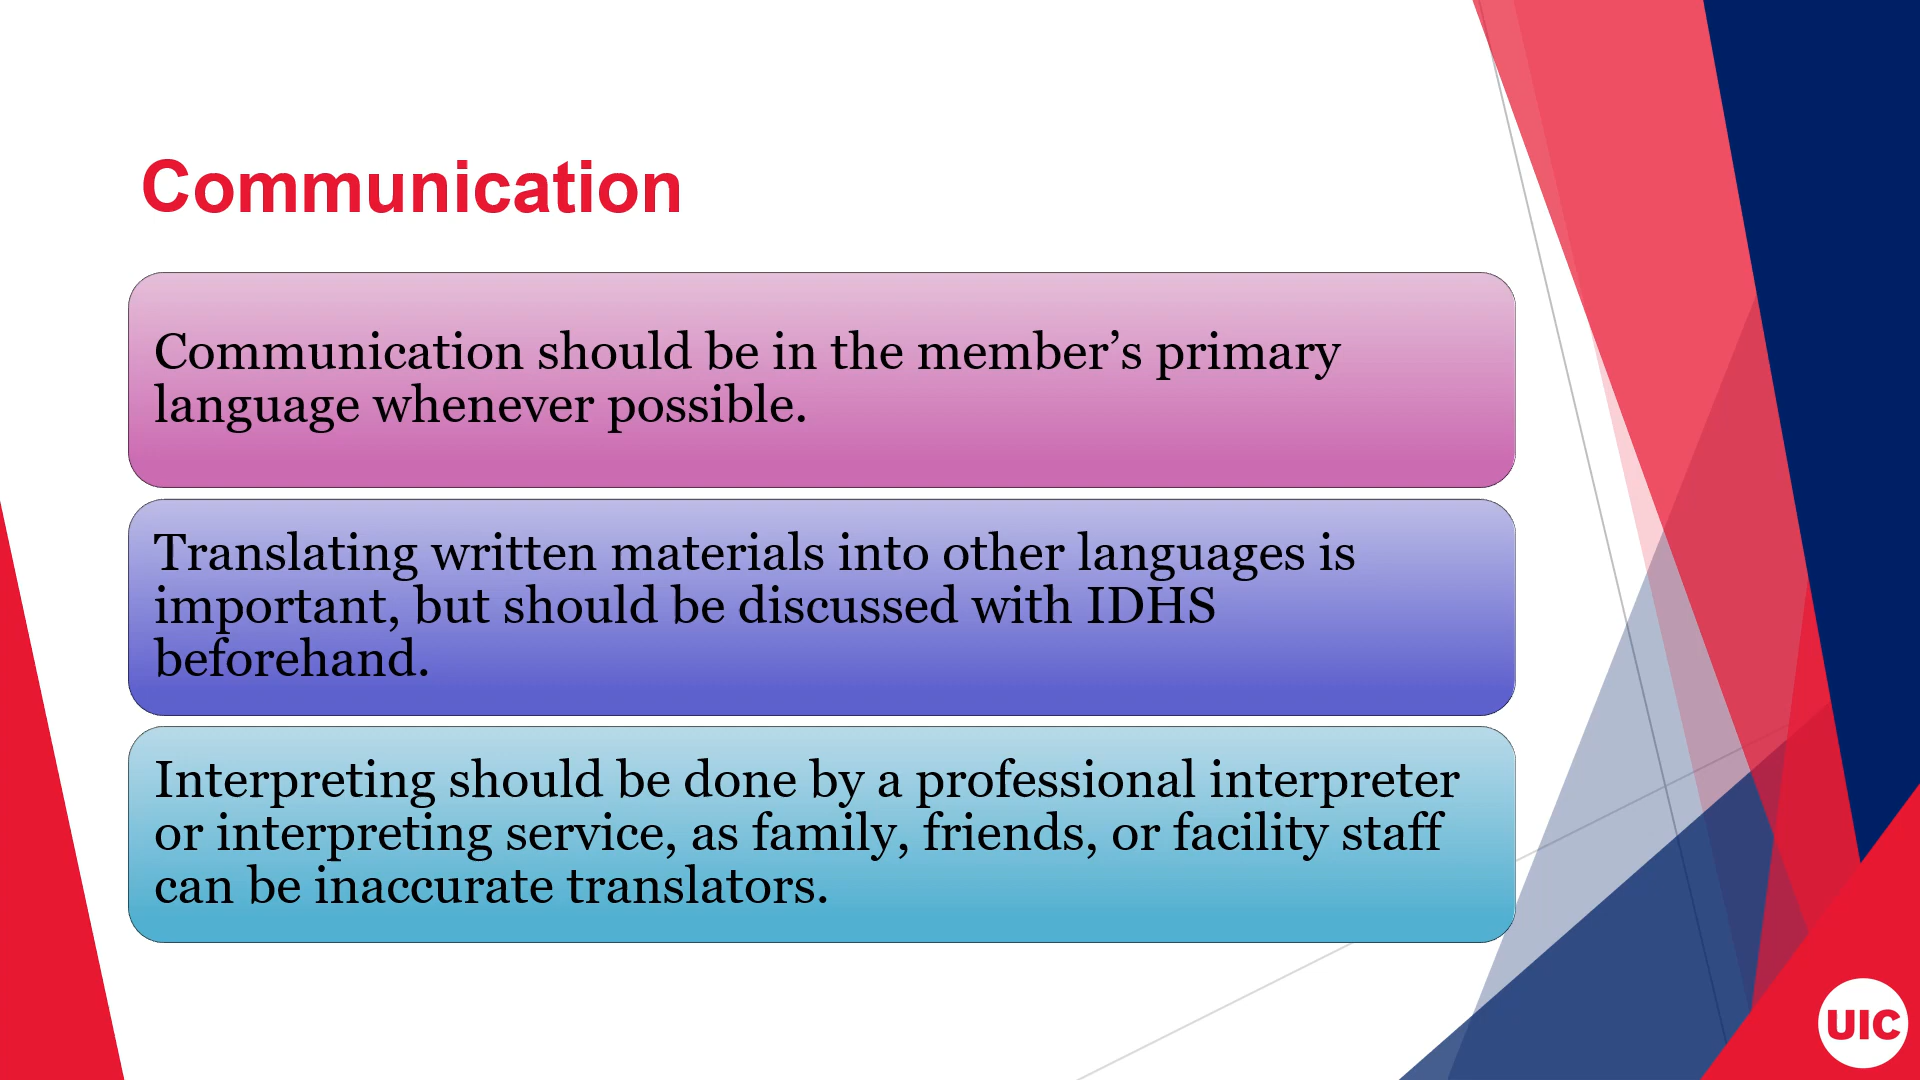 Communication
Communication should be in the member’s primary
language whenever possible.
Translating written materials into other languages is
important, but should be discussed with IDHS
beforehand.
Interpreting should be done by a professional interpreter
or interpreting service, as family, friends, or facility staff
can be inaccurate translators.
UIC